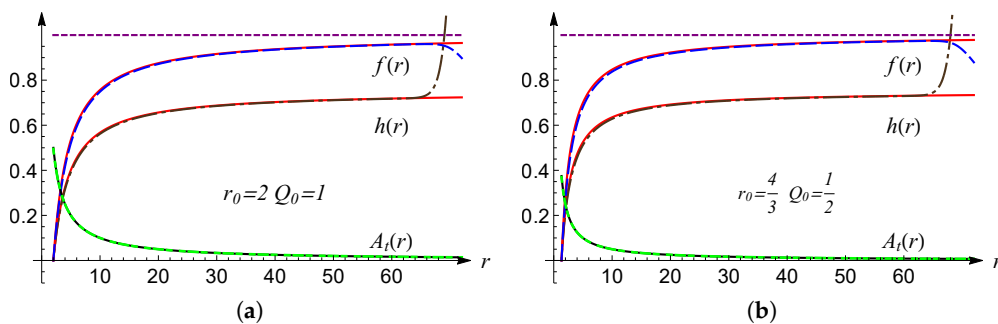 0.8
0.6
0.4
0.2
10 20 30 40 50 60
f(r)
h(r)
r₀=2 Q₀=1
Aₜ(r)
r
(a)
0.8
0.6
0.4
0.2
10 20 30 40 50 60
f(r)
h(r)
r₀=4/3 Q₀=1/2
Aₜ(r)
r
(b)